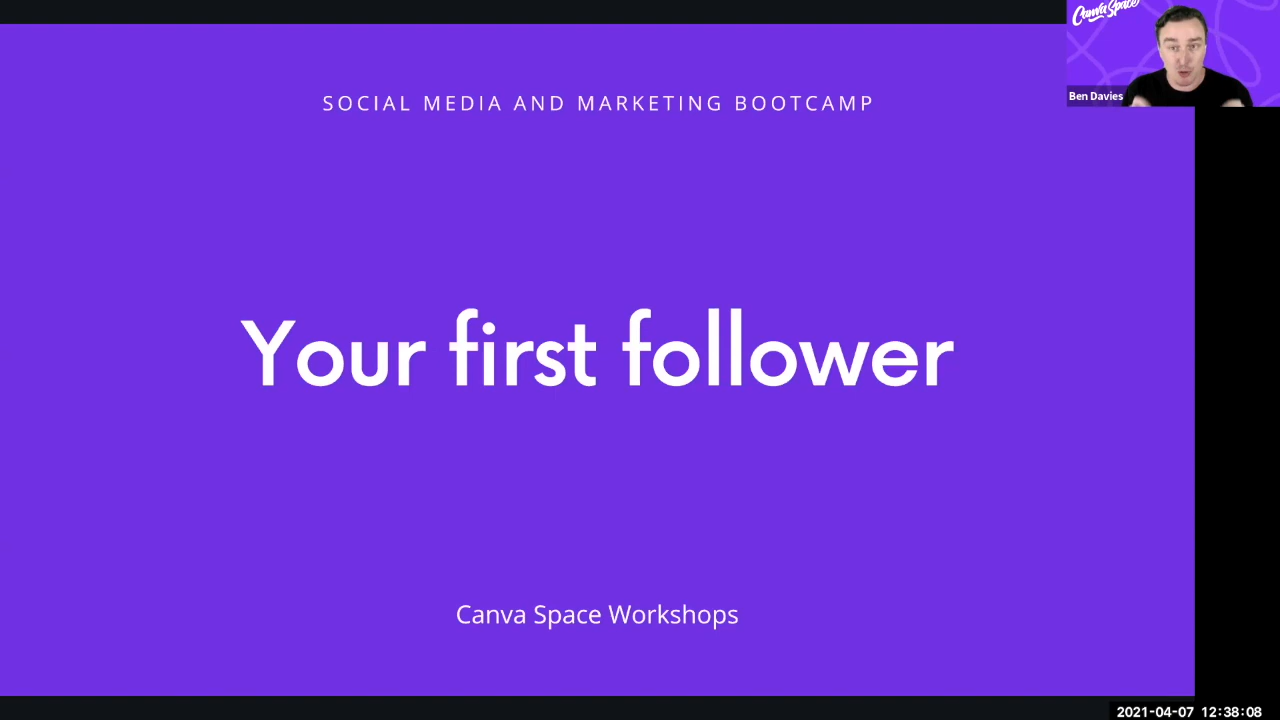 Canva Space
Ben Davies
SOCIAL MEDIA AND MARKETING BOOTCAMP
Your first follower
Canva Space Workshops
2021-04-07 12:38:08